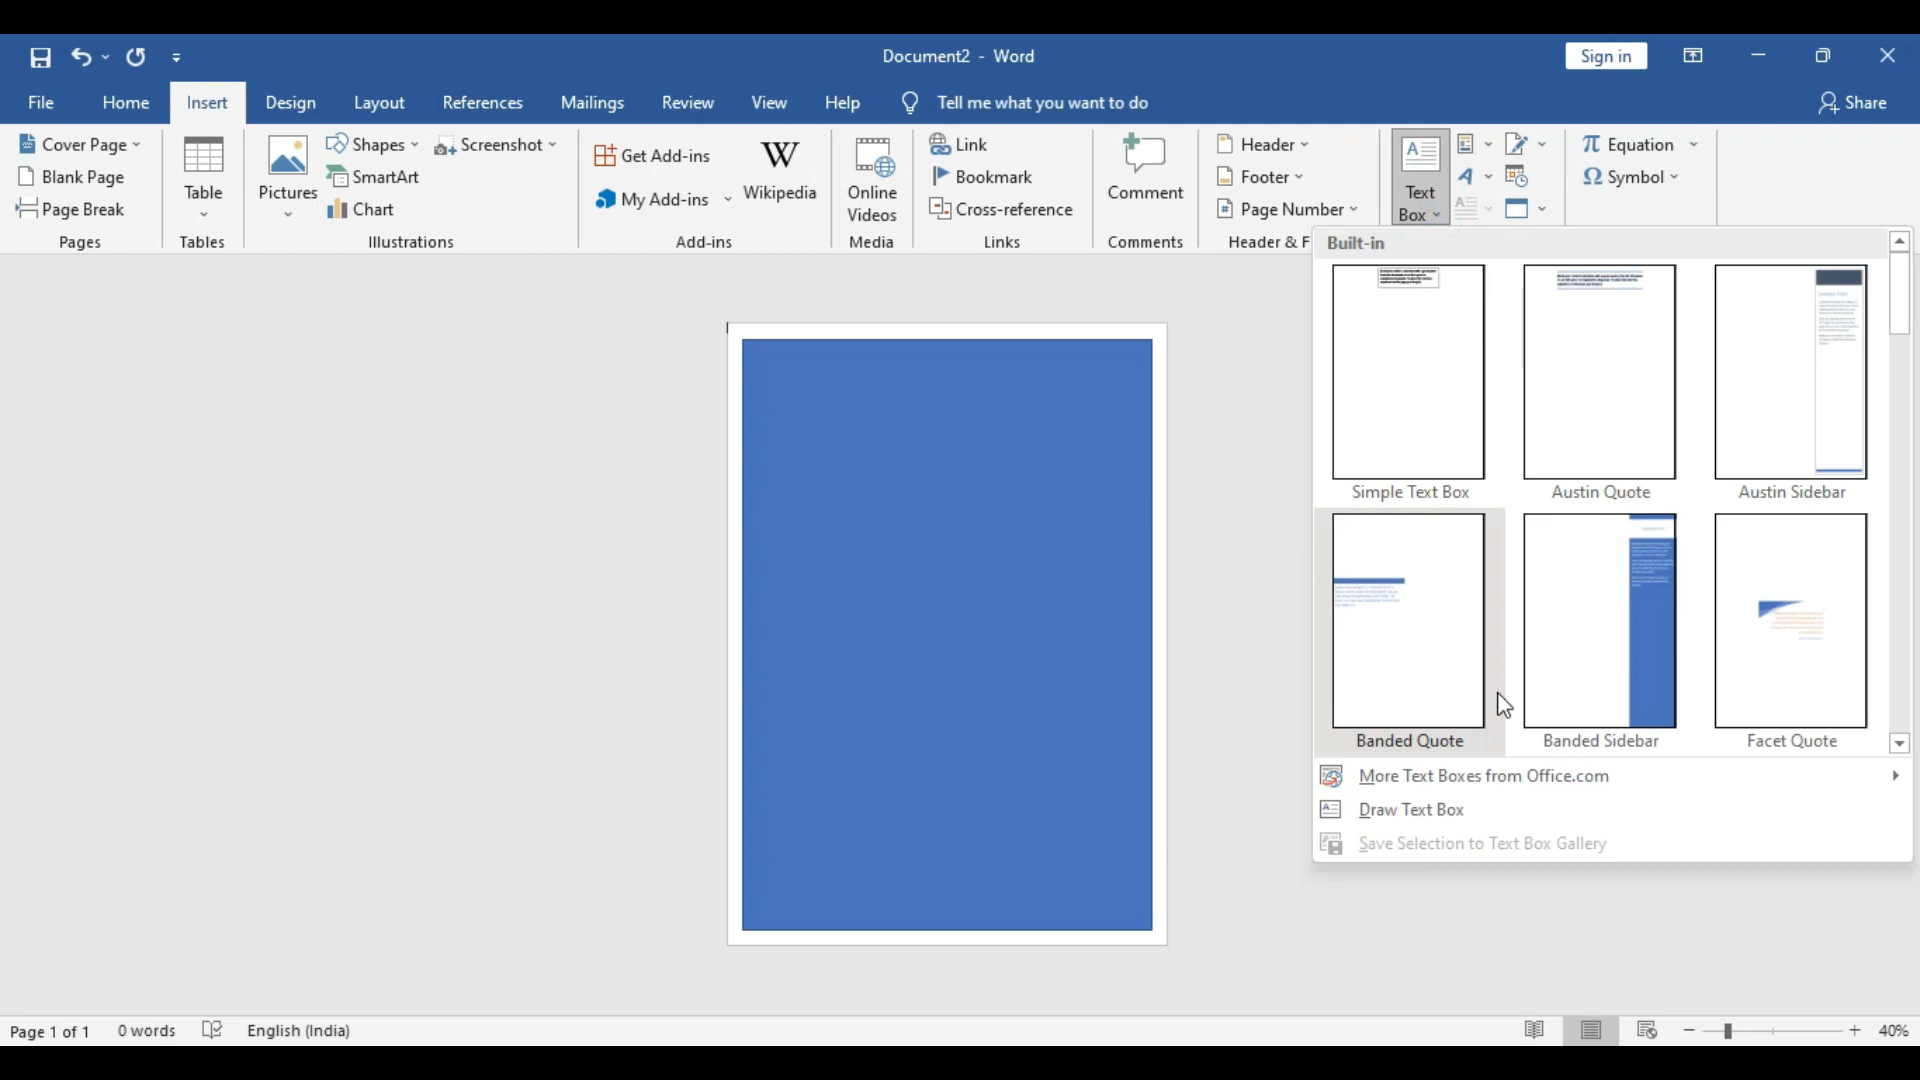 Document2 - Word
Sign in
File Home Insert Design Layout References Mailings Review View Help Tell me what you want to do Share
Cover Page
Blank Page
Page Break
Pages
Table
Tables
Pictures
Shapes
SmartArt
Chart
Screenshot
Illustrations
Get Add-ins
My Add-ins
Wikipedia
Add-ins
Online
Videos
Media
Link
Bookmark
Cross-reference
Links
Comment
Comments
Header
Footer
Page Number
Header & F
Text
Box
Equation
Symbol
Built-in
Simple Text Box Austin Quote Austin Sidebar
Banded Quote Banded Sidebar Facet Quote
More Text Boxes from Office.com
Draw Text Box
Save Selection to Text Box Gallery
Page 1 of 1 0 words English (India) 40%